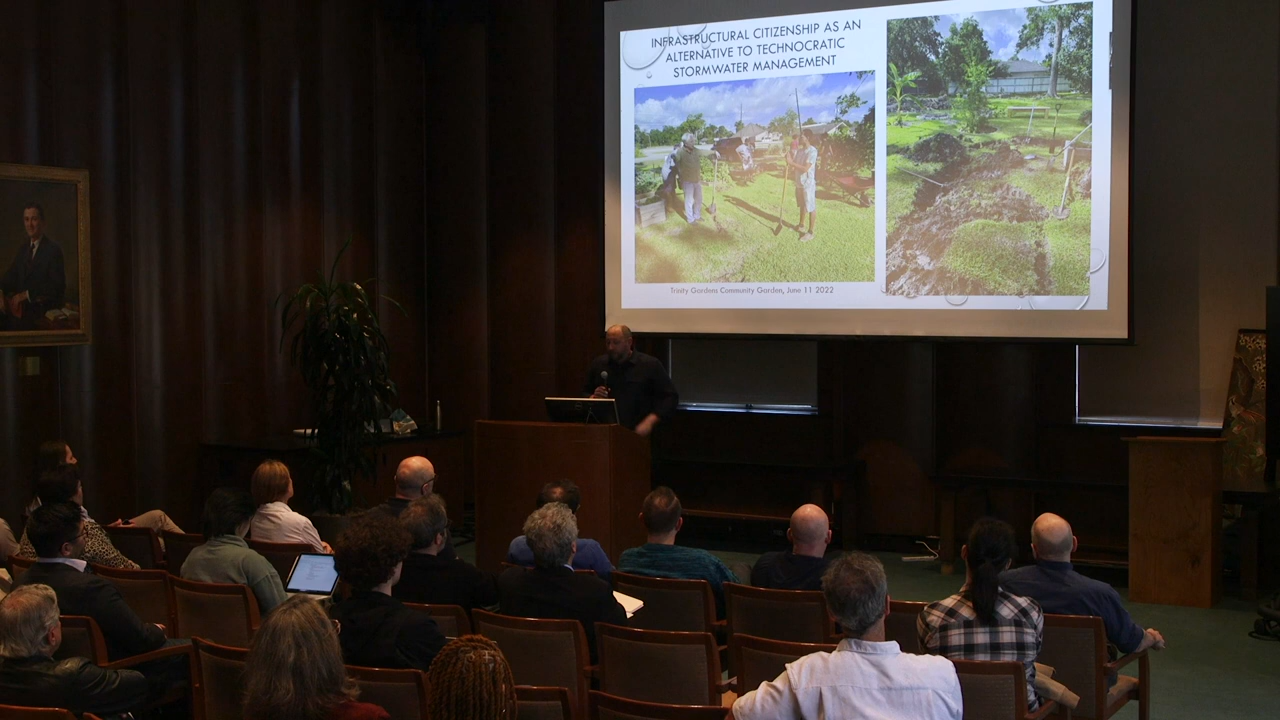 INFRASTRUCTURAL CITIZENSHIP AS AN
ALTERNATIVE TO TECHNOCRATIC
STORMWATER MANAGEMENT
Trinity Gardens Community Garden, June 11 2022